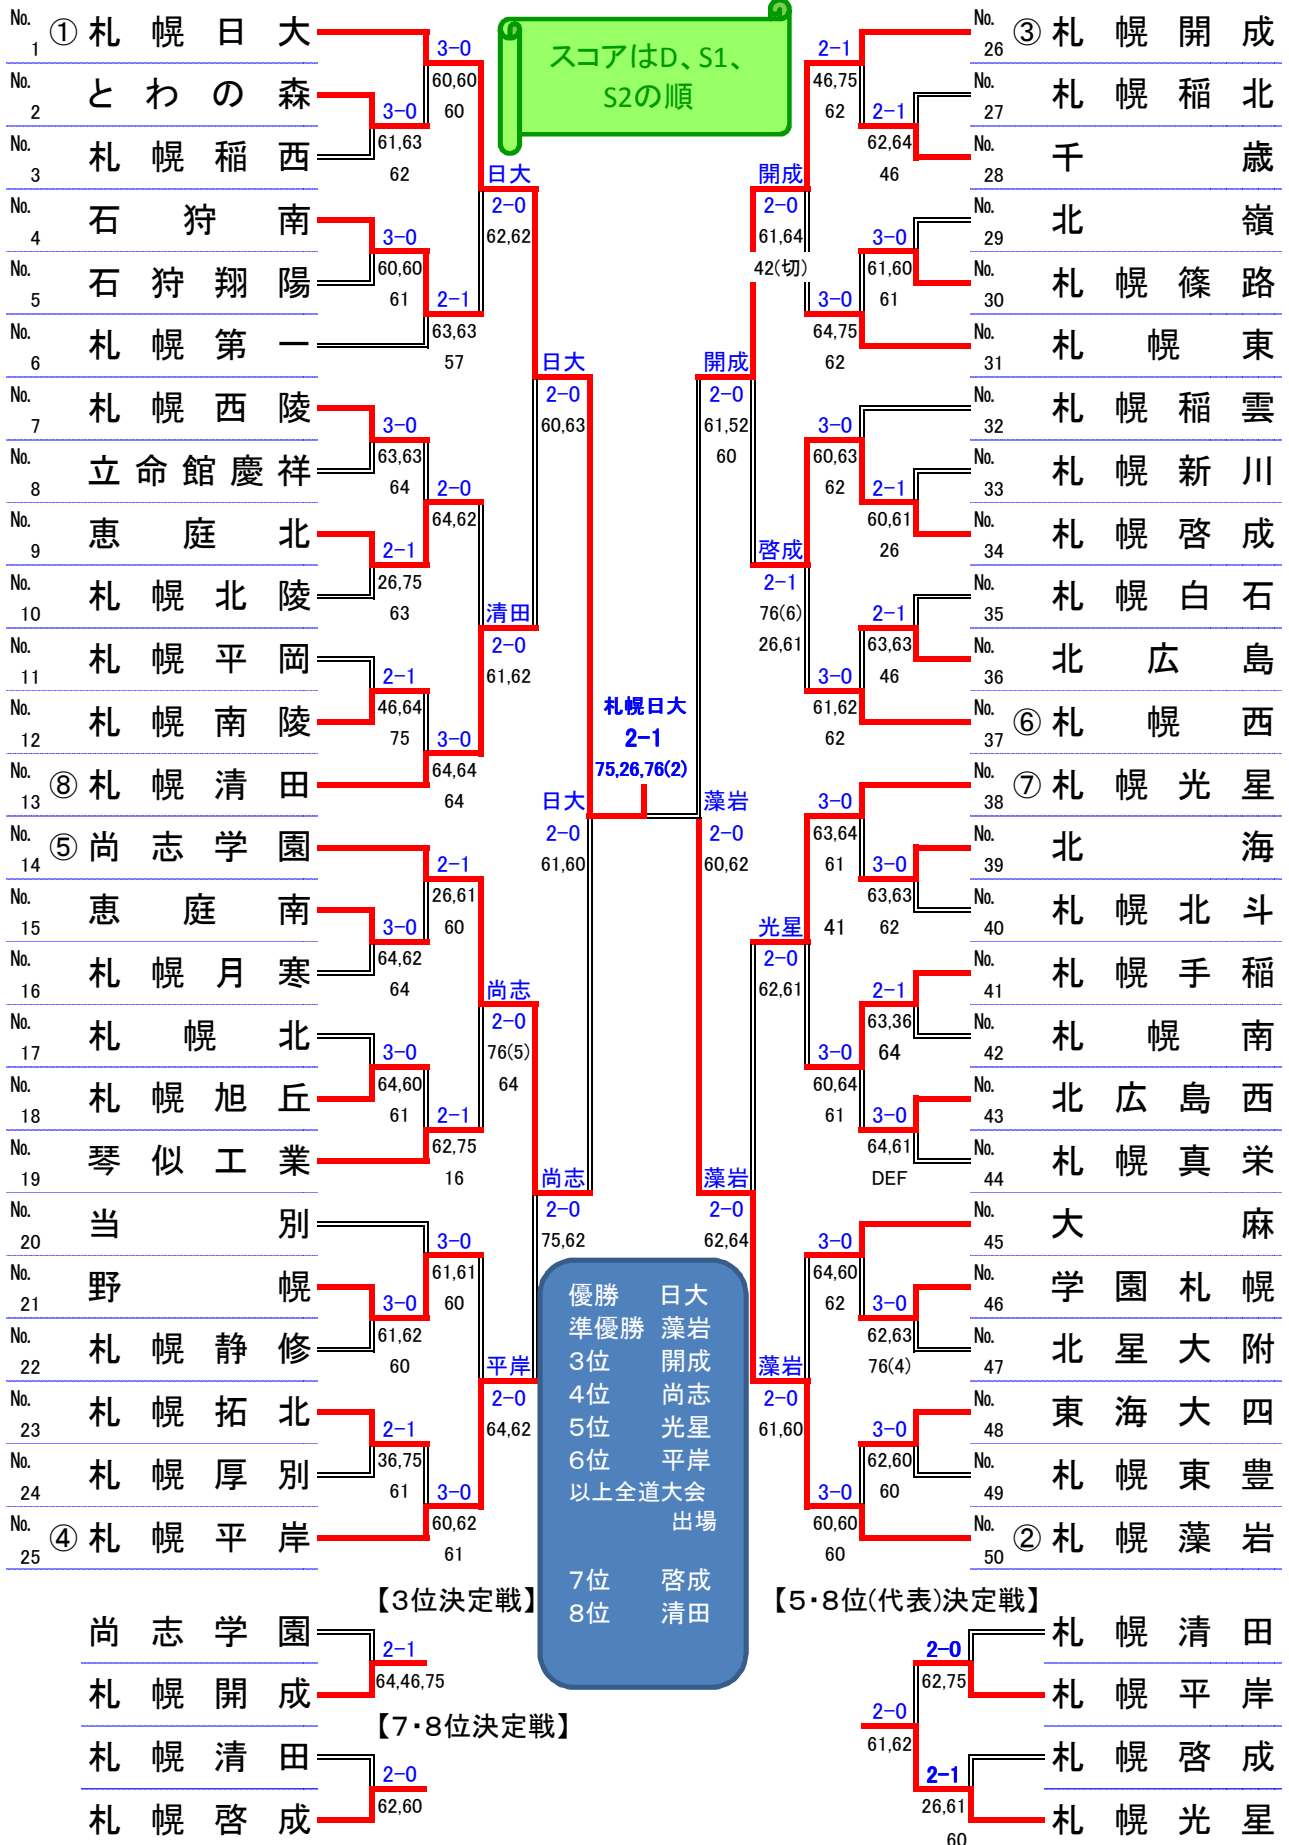 スコアはD、S1、
S2の順
No. 1 ① 札幌日大
No. 2 とわの森
No. 3 札幌稲西
No. 4 石狩南
No. 5 石狩翔陽
No. 6 札幌第一
No. 7 札幌西陵
No. 8 立命館慶祥
No. 9 恵庭北
No. 10 札幌北陵
No. 11 札幌平岡
No. 12 札幌南陵
No. 13 ⑧ 札幌清田
No. 14 ⑤ 尚志学園
No. 15 恵庭南
No. 16 札幌月寒
No. 17 札幌北
No. 18 札幌旭丘
No. 19 琴似工業
No. 20 当別
No. 21 野幌
No. 22 札幌静修
No. 23 札幌拓北
No. 24 札幌厚別
No. 25 ④ 札幌平岸
3-0
61,63
62
3-0
60,60
61
3-0
63,63
64
2-1
26,75
63
2-1
46,64
75
3-0
64,62
64
3-0
64,60
61
3-0
61,62
60
2-1
36,75
61
3-0
60,60
60
2-1
63,63
57
2-0
64,62
3-0
64,64
64
2-1
26,61
60
2-1
62,75
16
3-0
61,61
60
3-0
60,62
61
日大
2-0
62,62
清田
2-0
61,62
尚志
2-0
76(5)
64
平岸
2-0
64,62
日大
2-0
60,63
尚志
2-0
75,62
日大
2-0
61,60
札幌日大
2-1
75,26,76(2)
藻岩
2-0
60,62
開成
2-0
61,52
60
藻岩
2-0
62,64
開成
2-0
61,64
42(切)
啓成
2-1
76(6)
26,61
光星
2-0
62,61
藻岩
2-0
61,60
2-1
46,75
62
3-0
64,75
62
3-0
60,63
62
3-0
61,62
62
3-0
63,64
61
41
3-0
60,64
61
3-0
64,60
62
3-0
60,60
60
2-1
62,64
46
3-0
61,60
61
2-1
60,61
26
2-1
63,63
46
3-0
63,63
62
2-1
63,36
64
3-0
64,61
DEF
3-0
62,63
76(4)
3-0
62,60
60
No. 26 ③ 札幌開成
No. 27 札幌稲北
No. 28 千歳
No. 29 北嶺
No. 30 札幌篠路
No. 31 札幌東
No. 32 札幌稲雲
No. 33 札幌新川
No. 34 札幌啓成
No. 35 札幌白石
No. 36 北広島
No. 37 ⑥ 札幌西
No. 38 ⑦ 札幌光星
No. 39 北海
No. 40 札幌北斗
No. 41 札幌手稲
No. 42 札幌南
No. 43 北広島西
No. 44 札幌真栄
No. 45 大麻
No. 46 学園札幌
No. 47 北星大附
No. 48 東海大四
No. 49 札幌東豊
No. 50 ② 札幌藻岩
優勝 日大
準優勝 藻岩
3位 開成
4位 尚志
5位 光星
6位 平岸
以上全道大会
出場
7位 啓成
8位 清田
【3位決定戦】
尚志学園
札幌開成
2-1
64,46,75
【7・8位決定戦】
札幌清田
札幌啓成
2-0
62,60
【5・8位(代表)決定戦】
札幌清田
札幌平岸
札幌啓成
札幌光星
2-0
62,75
2-1
26,61
60
2-0
61,62